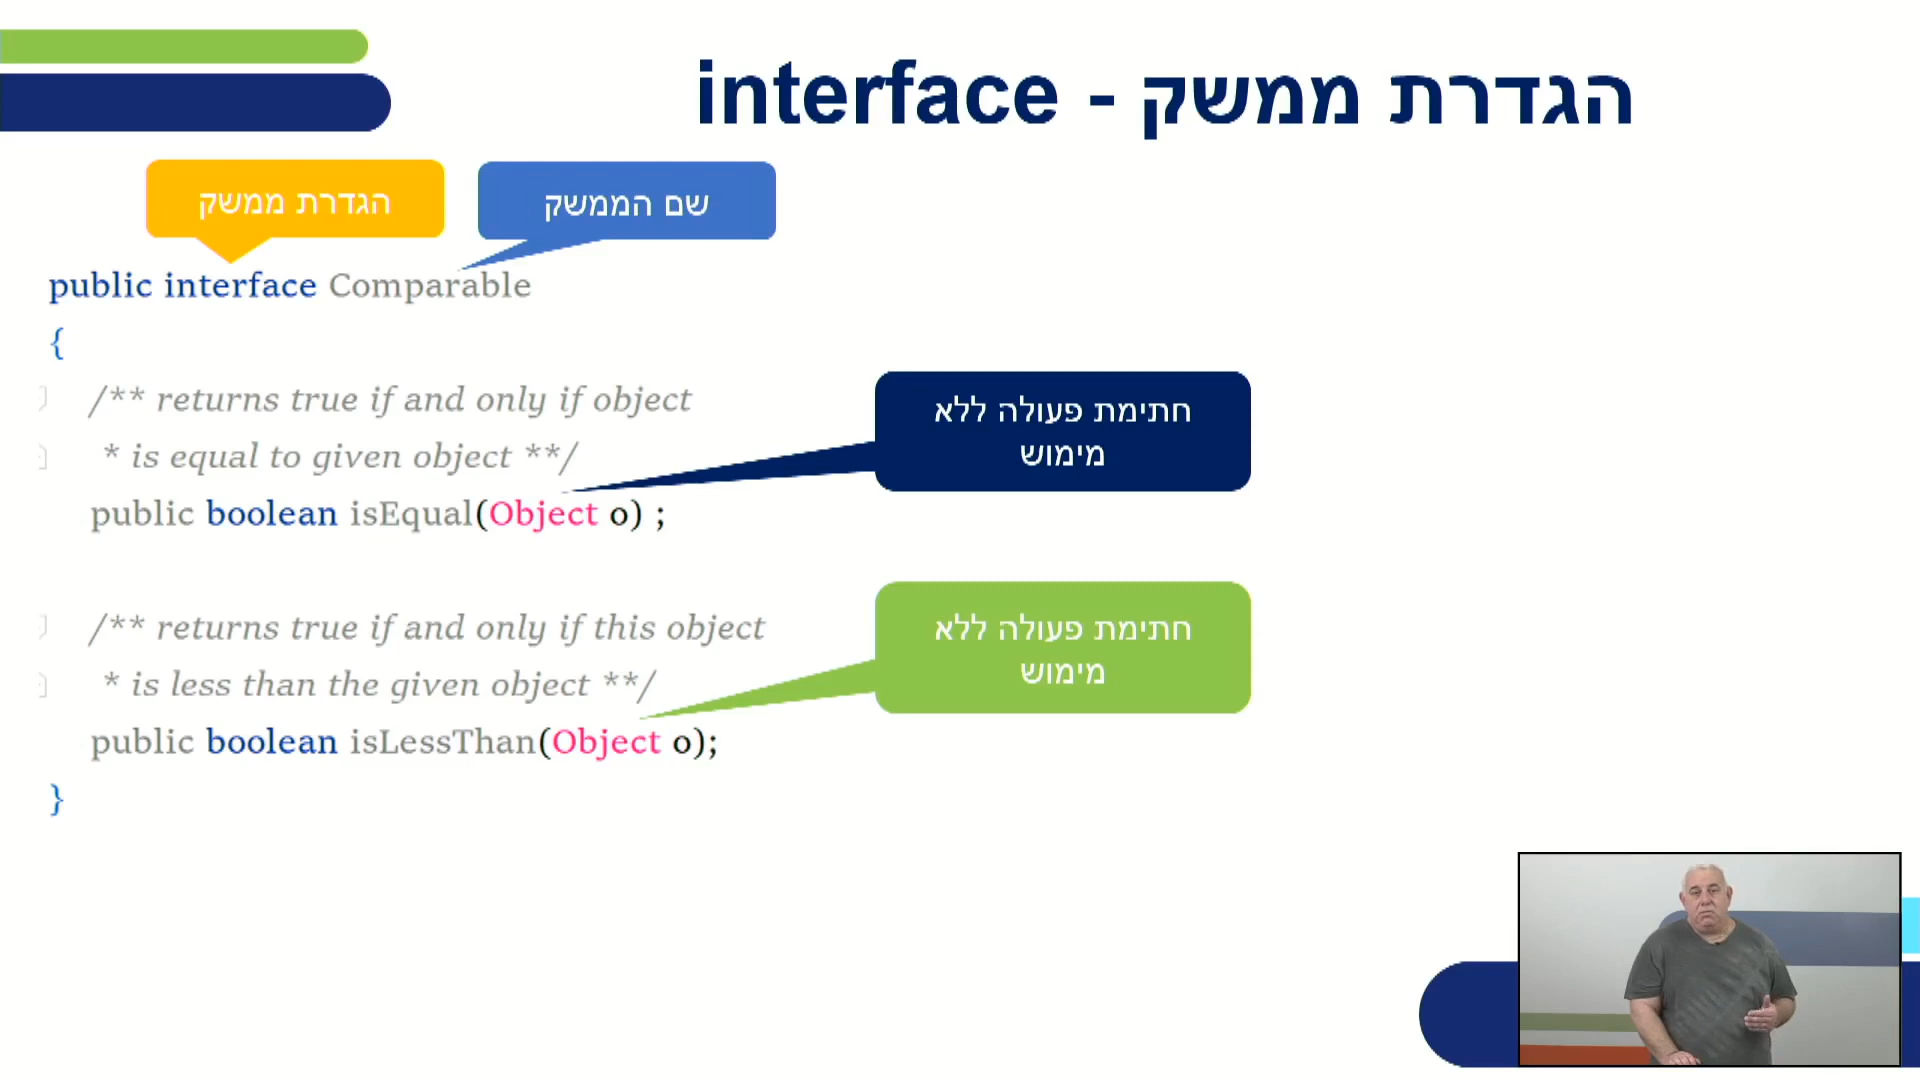 הגדרת ממשק - interface
הגדרת ממשק
שם הממשק
public interface Comparable
{
/** returns true if and only if object
* is equal to given object **/
public boolean isEqual(Object o) ;
חתימת פעולה ללא
מימוש
/** returns true if and only if this object
* is less than the given object **/
public boolean isLessThan(Object o);
חתימת פעולה ללא
מימוש
}